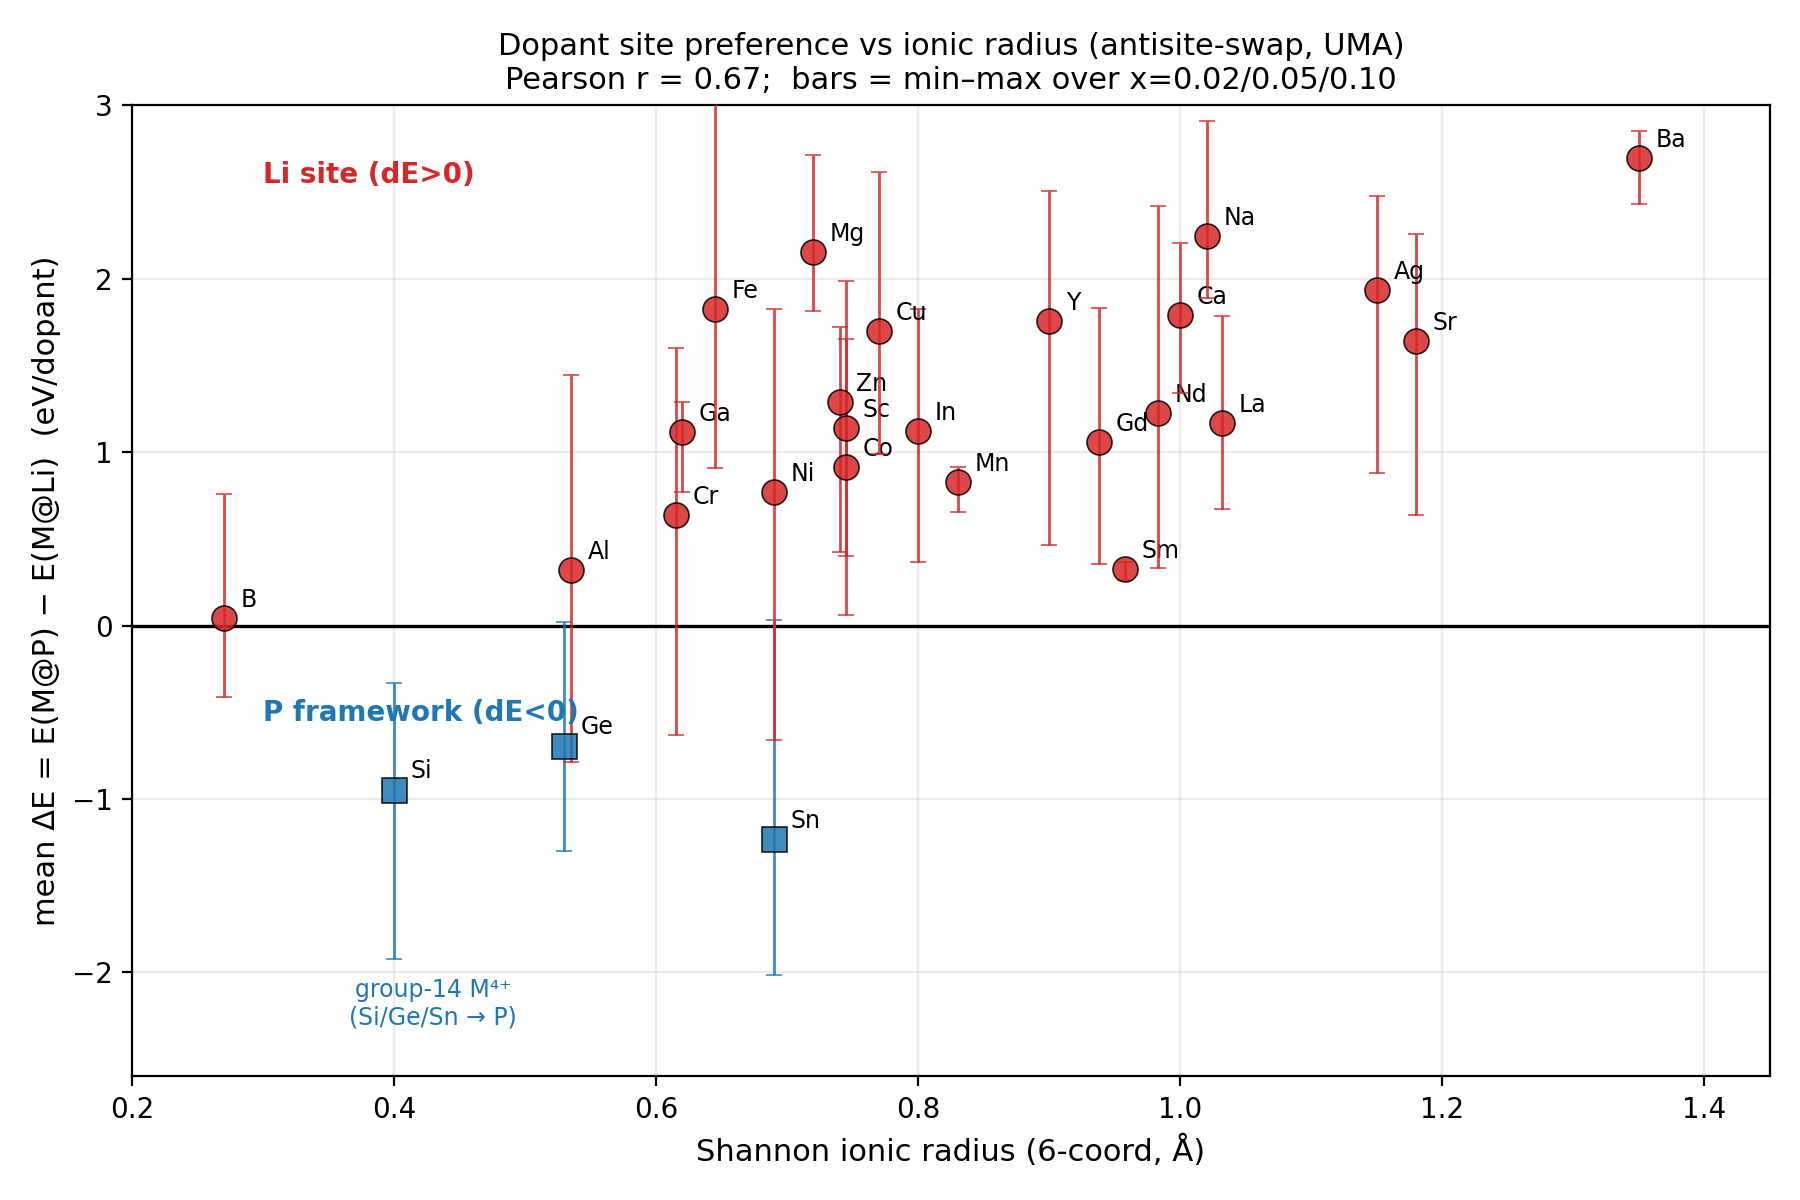 Dopant site preference vs ionic radius (antisite-swap, UMA)
Pearson r = 0.67;  bars = min–max over x=0.02/0.05/0.10
mean ΔE = E(M@P) − E(M@Li)  (eV/dopant)
3
2
1
0
−1
−2
Li site (dE>0)
P framework (dE<0)
Ba
Mg
Na
Fe
Ag
Ca
Y
Cu
Sr
Zn
Sc
Nd
La
Ga
In
Gd
Co
Mn
Ni
Cr
Al
Sm
B
Ge
Si
Sn
group-14 M⁴⁺
(Si/Ge/Sn → P)
0.2
0.4
0.6
0.8
1.0
1.2
1.4
Shannon ionic radius (6-coord, Å)